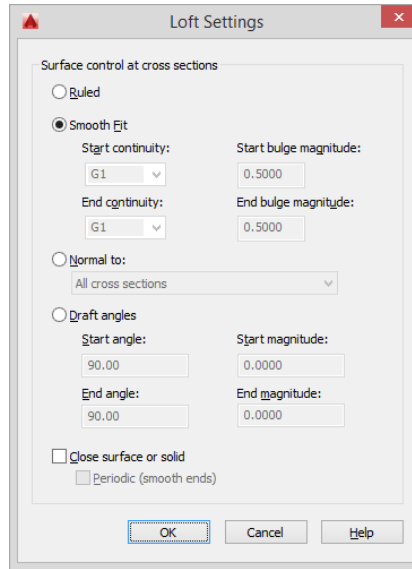 Loft Settings
Surface control at cross sections
Ruled
Smooth Fit
Start continuity: Start bulge magnitude:
G1 0.5000
End continuity: End bulge magnitude:
G1 0.5000
Normal to:
All cross sections
Draft angles
Start angle: Start magnitude:
90.00 0.0000
End angle: End magnitude:
90.00 0.0000
Close surface or solid
Periodic (smooth ends)
OK Cancel Help